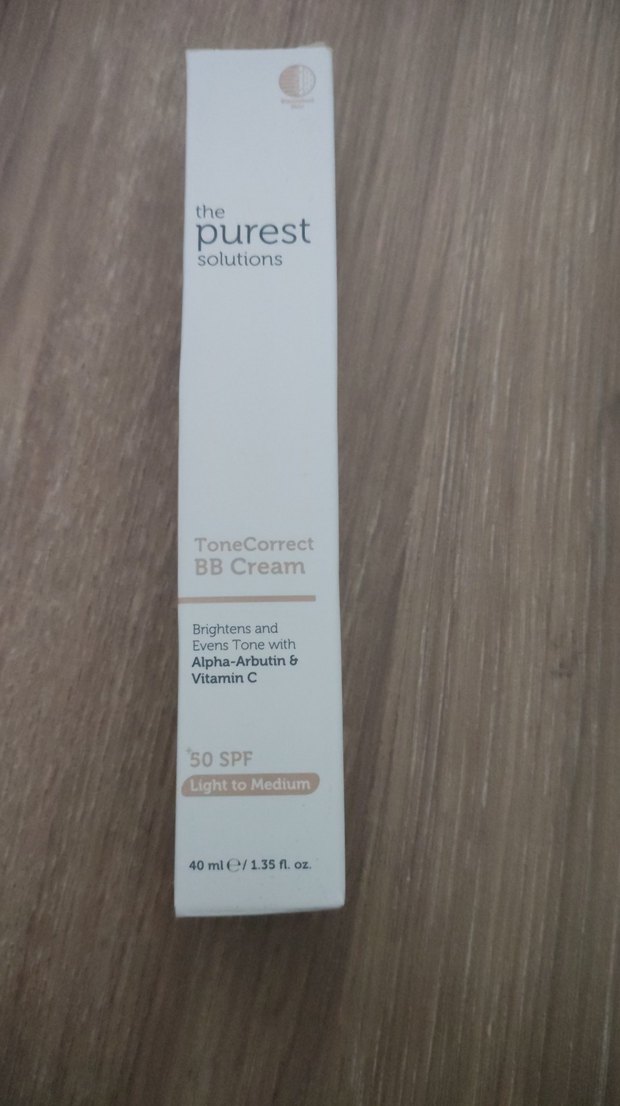 the
purest
solutions
ToneCorrect
BB Cream
Brightens and
Evens Tone with
Alpha-Arbutin &
Vitamin C
+50 SPF
Light to Medium
40 ml ℮ / 1.35 fl. oz.